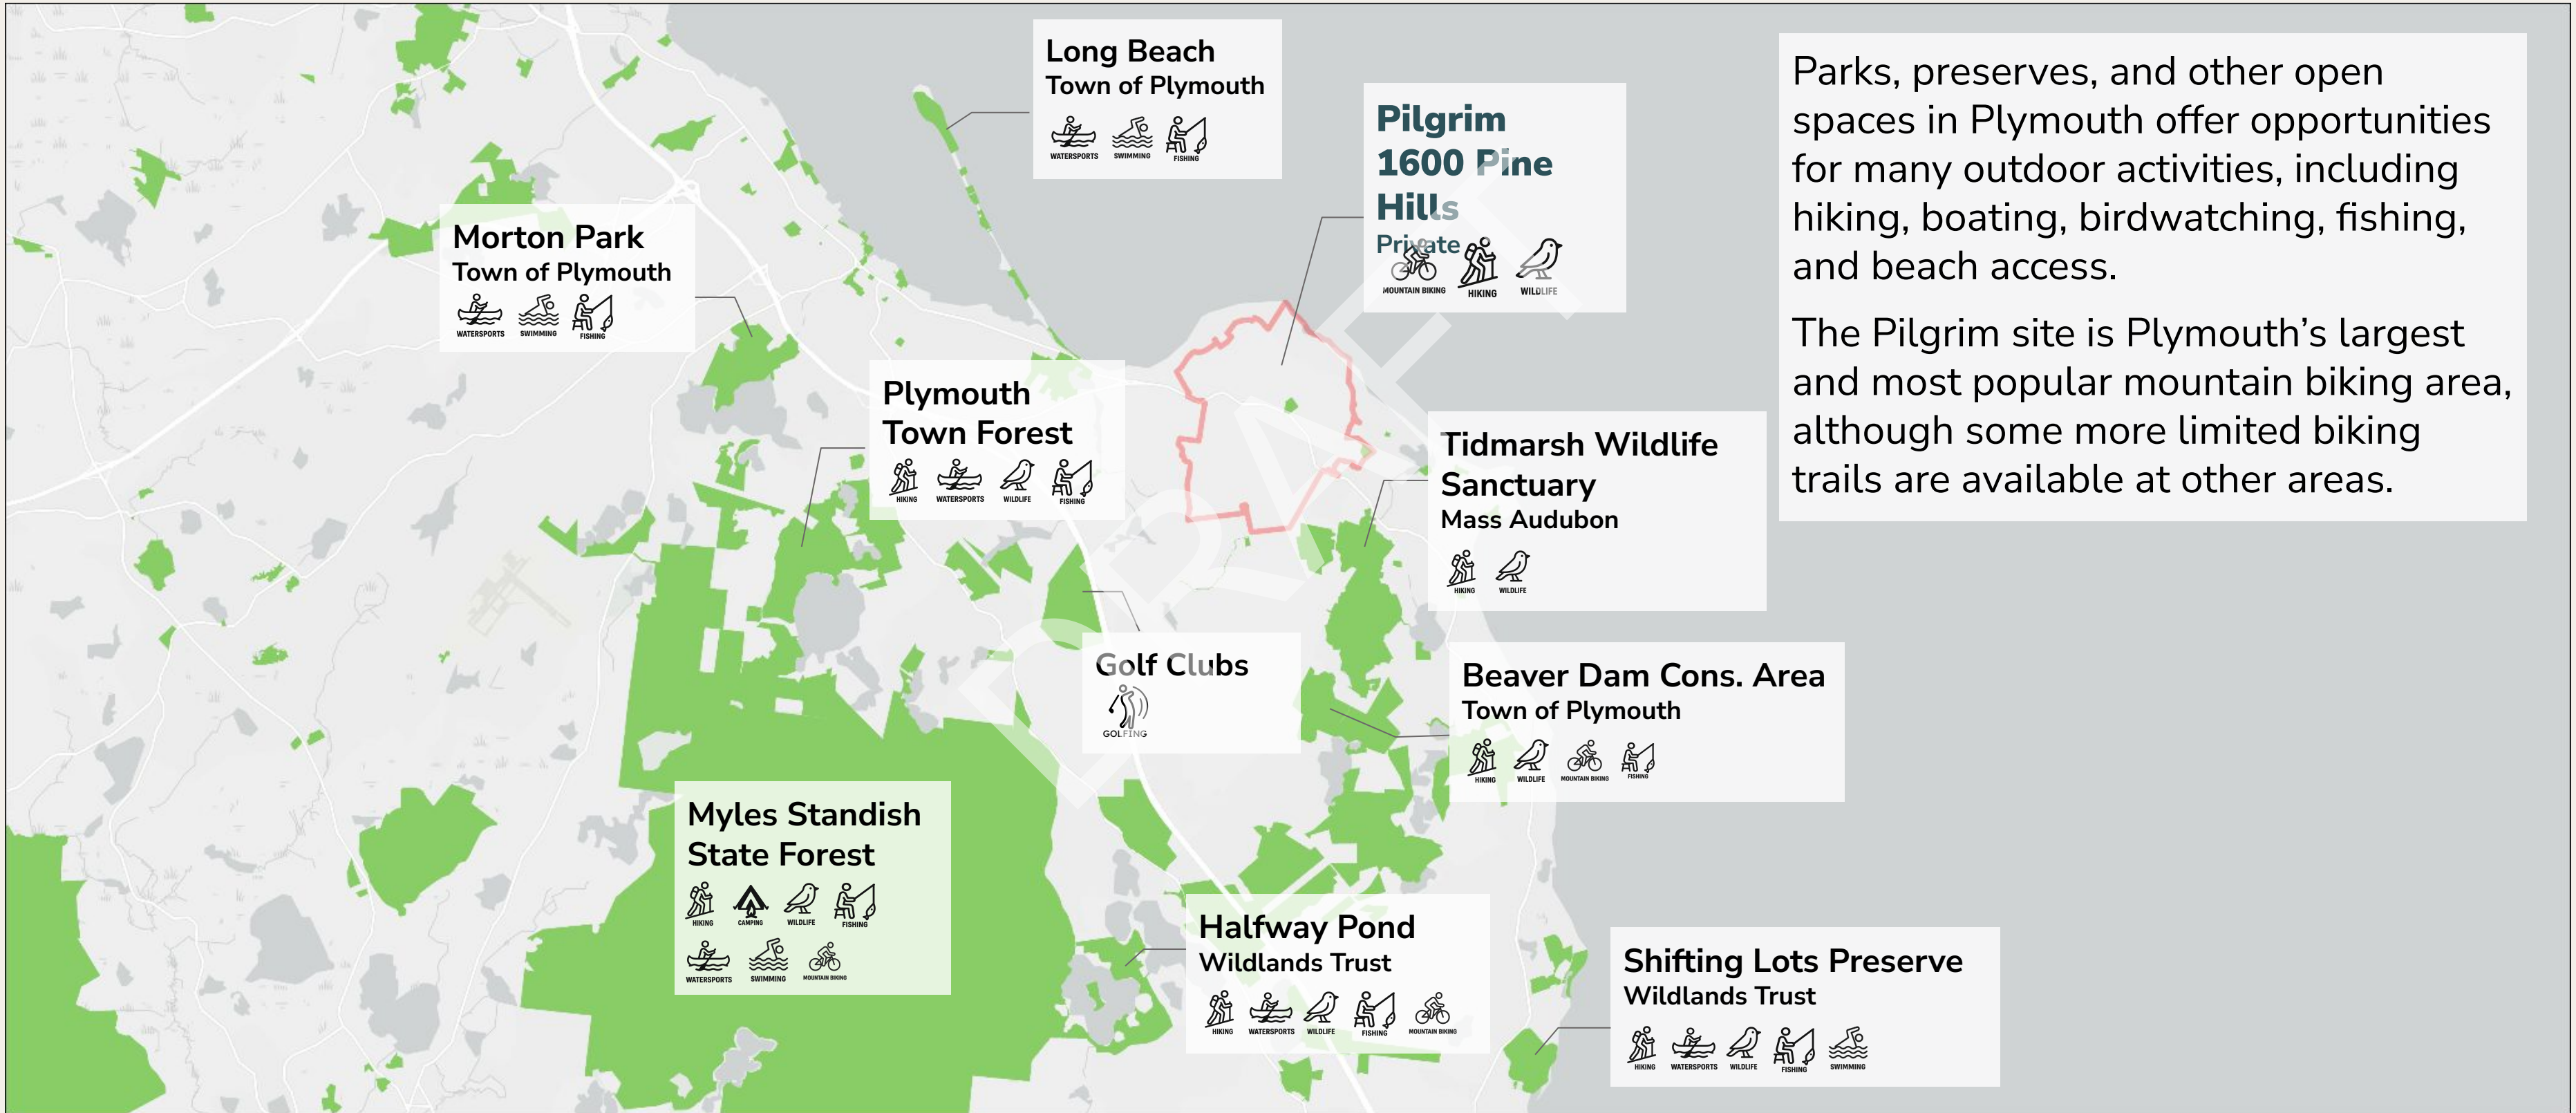 Long Beach
Town of Plymouth
WATERSPORTS SWIMMING FISHING
Pilgrim
1600 Pine
Hills
Private
MOUNTAIN BIKING HIKING WILDLIFE
Parks, preserves, and other open
spaces in Plymouth offer opportunities
for many outdoor activities, including
hiking, boating, birdwatching, fishing,
and beach access.
The Pilgrim site is Plymouth’s largest
and most popular mountain biking area,
although some more limited biking
trails are available at other areas.
Morton Park
Town of Plymouth
WATERSPORTS SWIMMING FISHING
Plymouth
Town Forest
HIKING WATERSPORTS WILDLIFE FISHING
Tidmarsh Wildlife
Sanctuary
Mass Audubon
HIKING WILDLIFE
Golf Clubs
GOLFING
Beaver Dam Cons. Area
Town of Plymouth
HIKING WILDLIFE MOUNTAIN BIKING FISHING
Myles Standish
State Forest
HIKING CAMPING WILDLIFE FISHING
WATERSPORTS SWIMMING MOUNTAIN BIKING
Halfway Pond
Wildlands Trust
HIKING WATERSPORTS WILDLIFE FISHING MOUNTAIN BIKING
Shifting Lots Preserve
Wildlands Trust
HIKING WATERSPORTS WILDLIFE FISHING SWIMMING
DRAFT